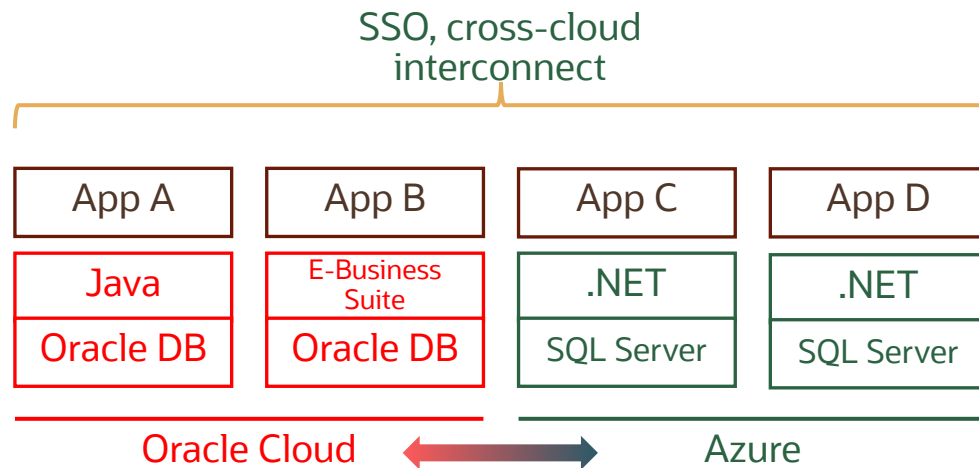 SSO, cross-cloud
interconnect
App A
App B
App C
App D
Java
E-Business
Suite
.NET
.NET
Oracle DB
Oracle DB
SQL Server
SQL Server
Oracle Cloud
Azure